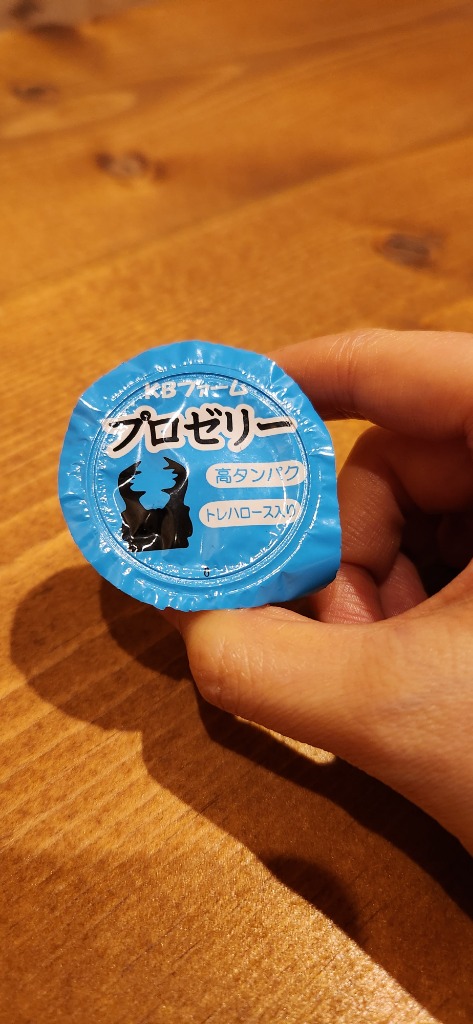 KBファーム
プロゼリー
高タンパク
トレハロース入り